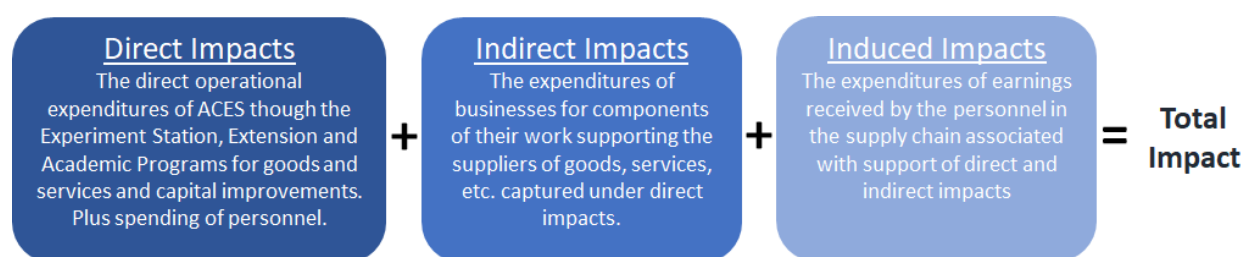 Direct Impacts
The direct operational
expenditures of ACES though the
Experiment Station, Extension and
Academic Programs for goods and
services and capital improvements.
Plus spending of personnel.
+
Indirect Impacts
The expenditures of
businesses for components
of their work supporting the
suppliers of goods, services,
etc. captured under direct
impacts.
+
Induced Impacts
The expenditures of earnings
received by the personnel in
the supply chain associated
with support of direct and
indirect impacts
=
Total
Impact